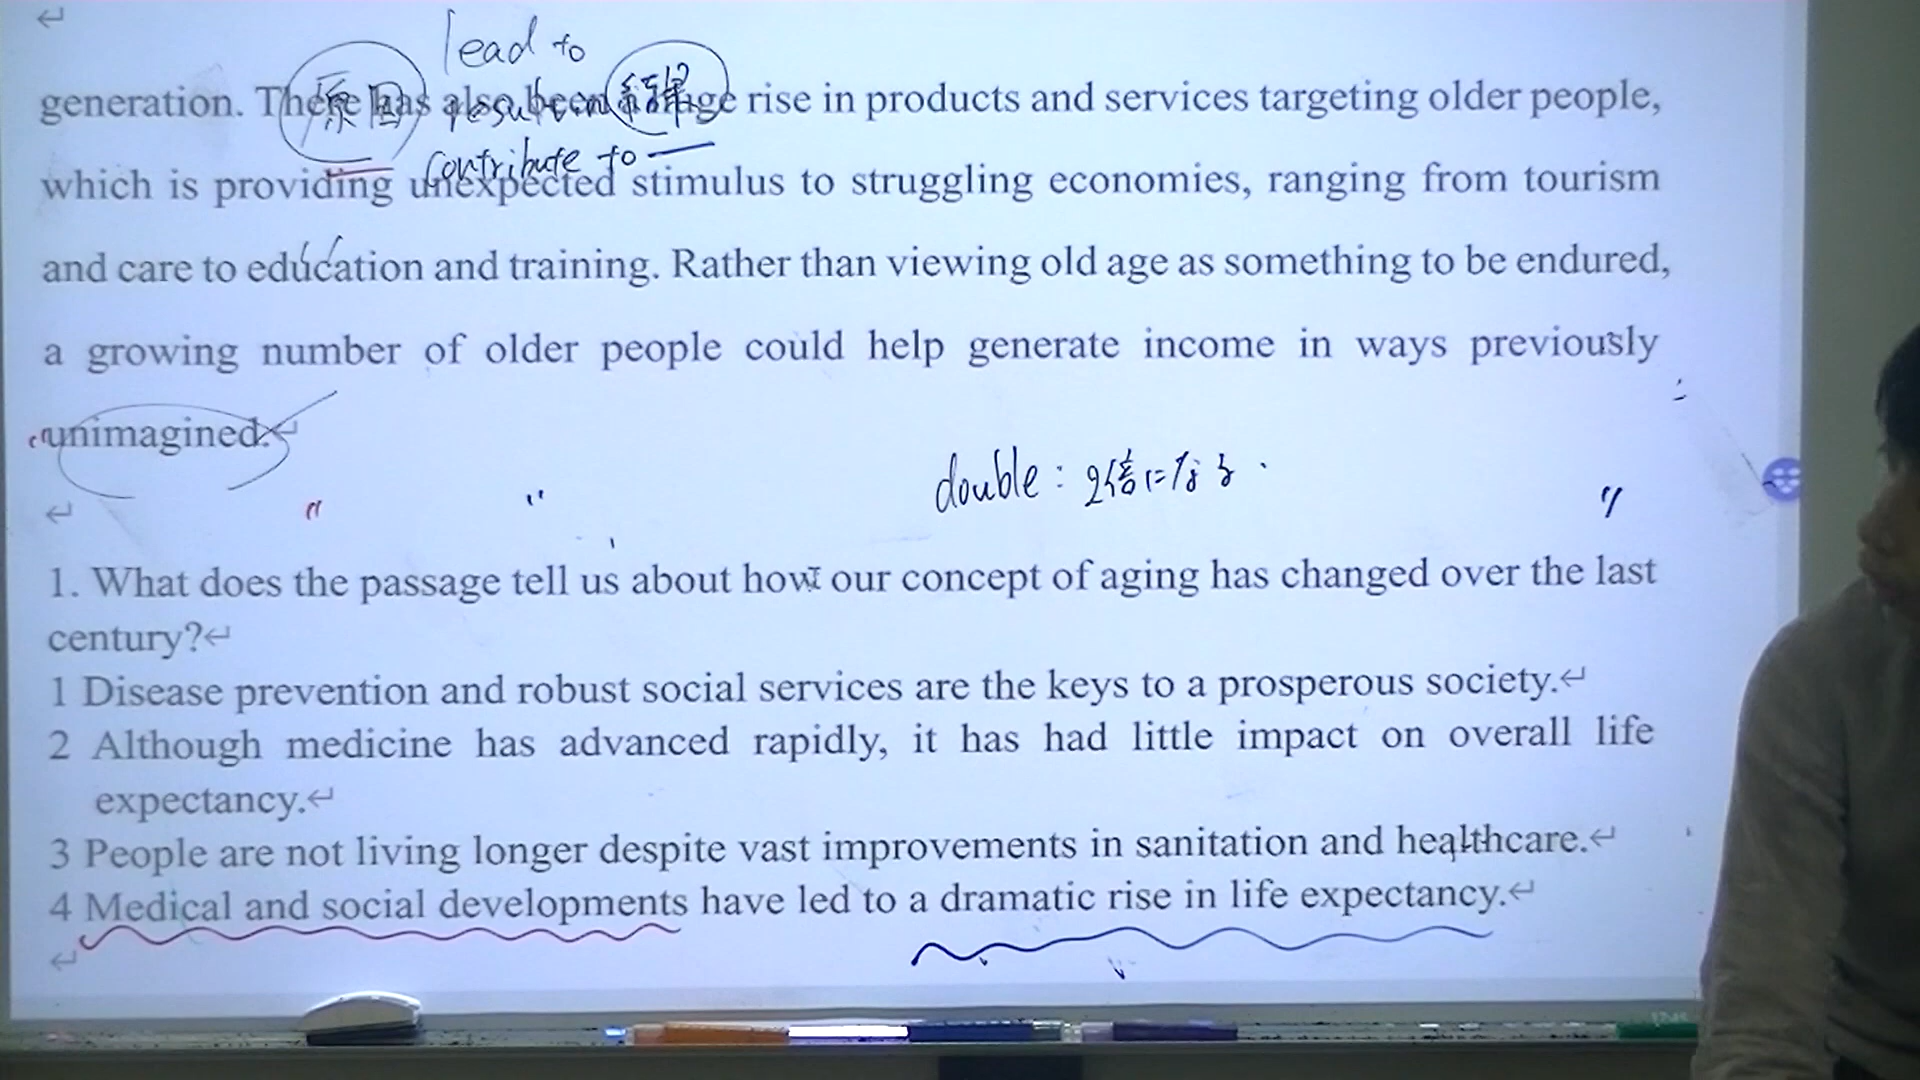 lead to
generation. There has also been a huge rise in products and services targeting older people,
原因 result in 結果
contribute to
which is providing unexpected stimulus to struggling economies, ranging from tourism
and care to education and training. Rather than viewing old age as something to be endured,
a growing number of older people could help generate income in ways previously
unimagined.
double : 2倍になる.
1. What does the passage tell us about how our concept of aging has changed over the last
century?
1 Disease prevention and robust social services are the keys to a prosperous society.
2 Although medicine has advanced rapidly, it has had little impact on overall life
expectancy.
3 People are not living longer despite vast improvements in sanitation and healthcare.
4 Medical and social developments have led to a dramatic rise in life expectancy.